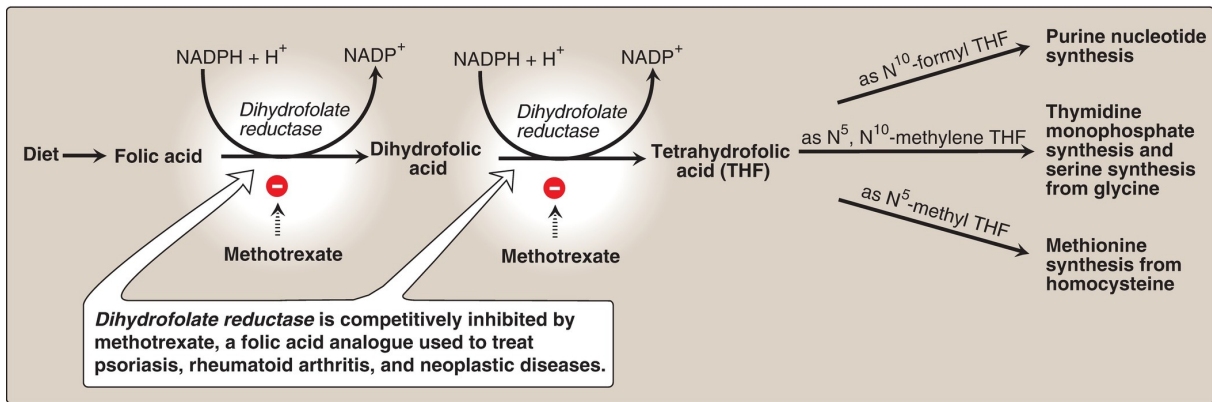 NADPH + H⁺
NADP⁺
Dihydrofolate
reductase
NADPH + H⁺
NADP⁺
Dihydrofolate
reductase
Diet
Folic acid
Dihydrofolic
acid
Tetrahydrofolic
acid (THF)
Methotrexate
Methotrexate
as N¹⁰-formyl THF
Purine nucleotide
synthesis
as N⁵, N¹⁰-methylene THF
Thymidine
monophosphate
synthesis and
serine synthesis
from glycine
as N⁵-methyl THF
Methionine
synthesis from
homocysteine
Dihydrofolate reductase is competitively inhibited by
methotrexate, a folic acid analogue used to treat
psoriasis, rheumatoid arthritis, and neoplastic diseases.